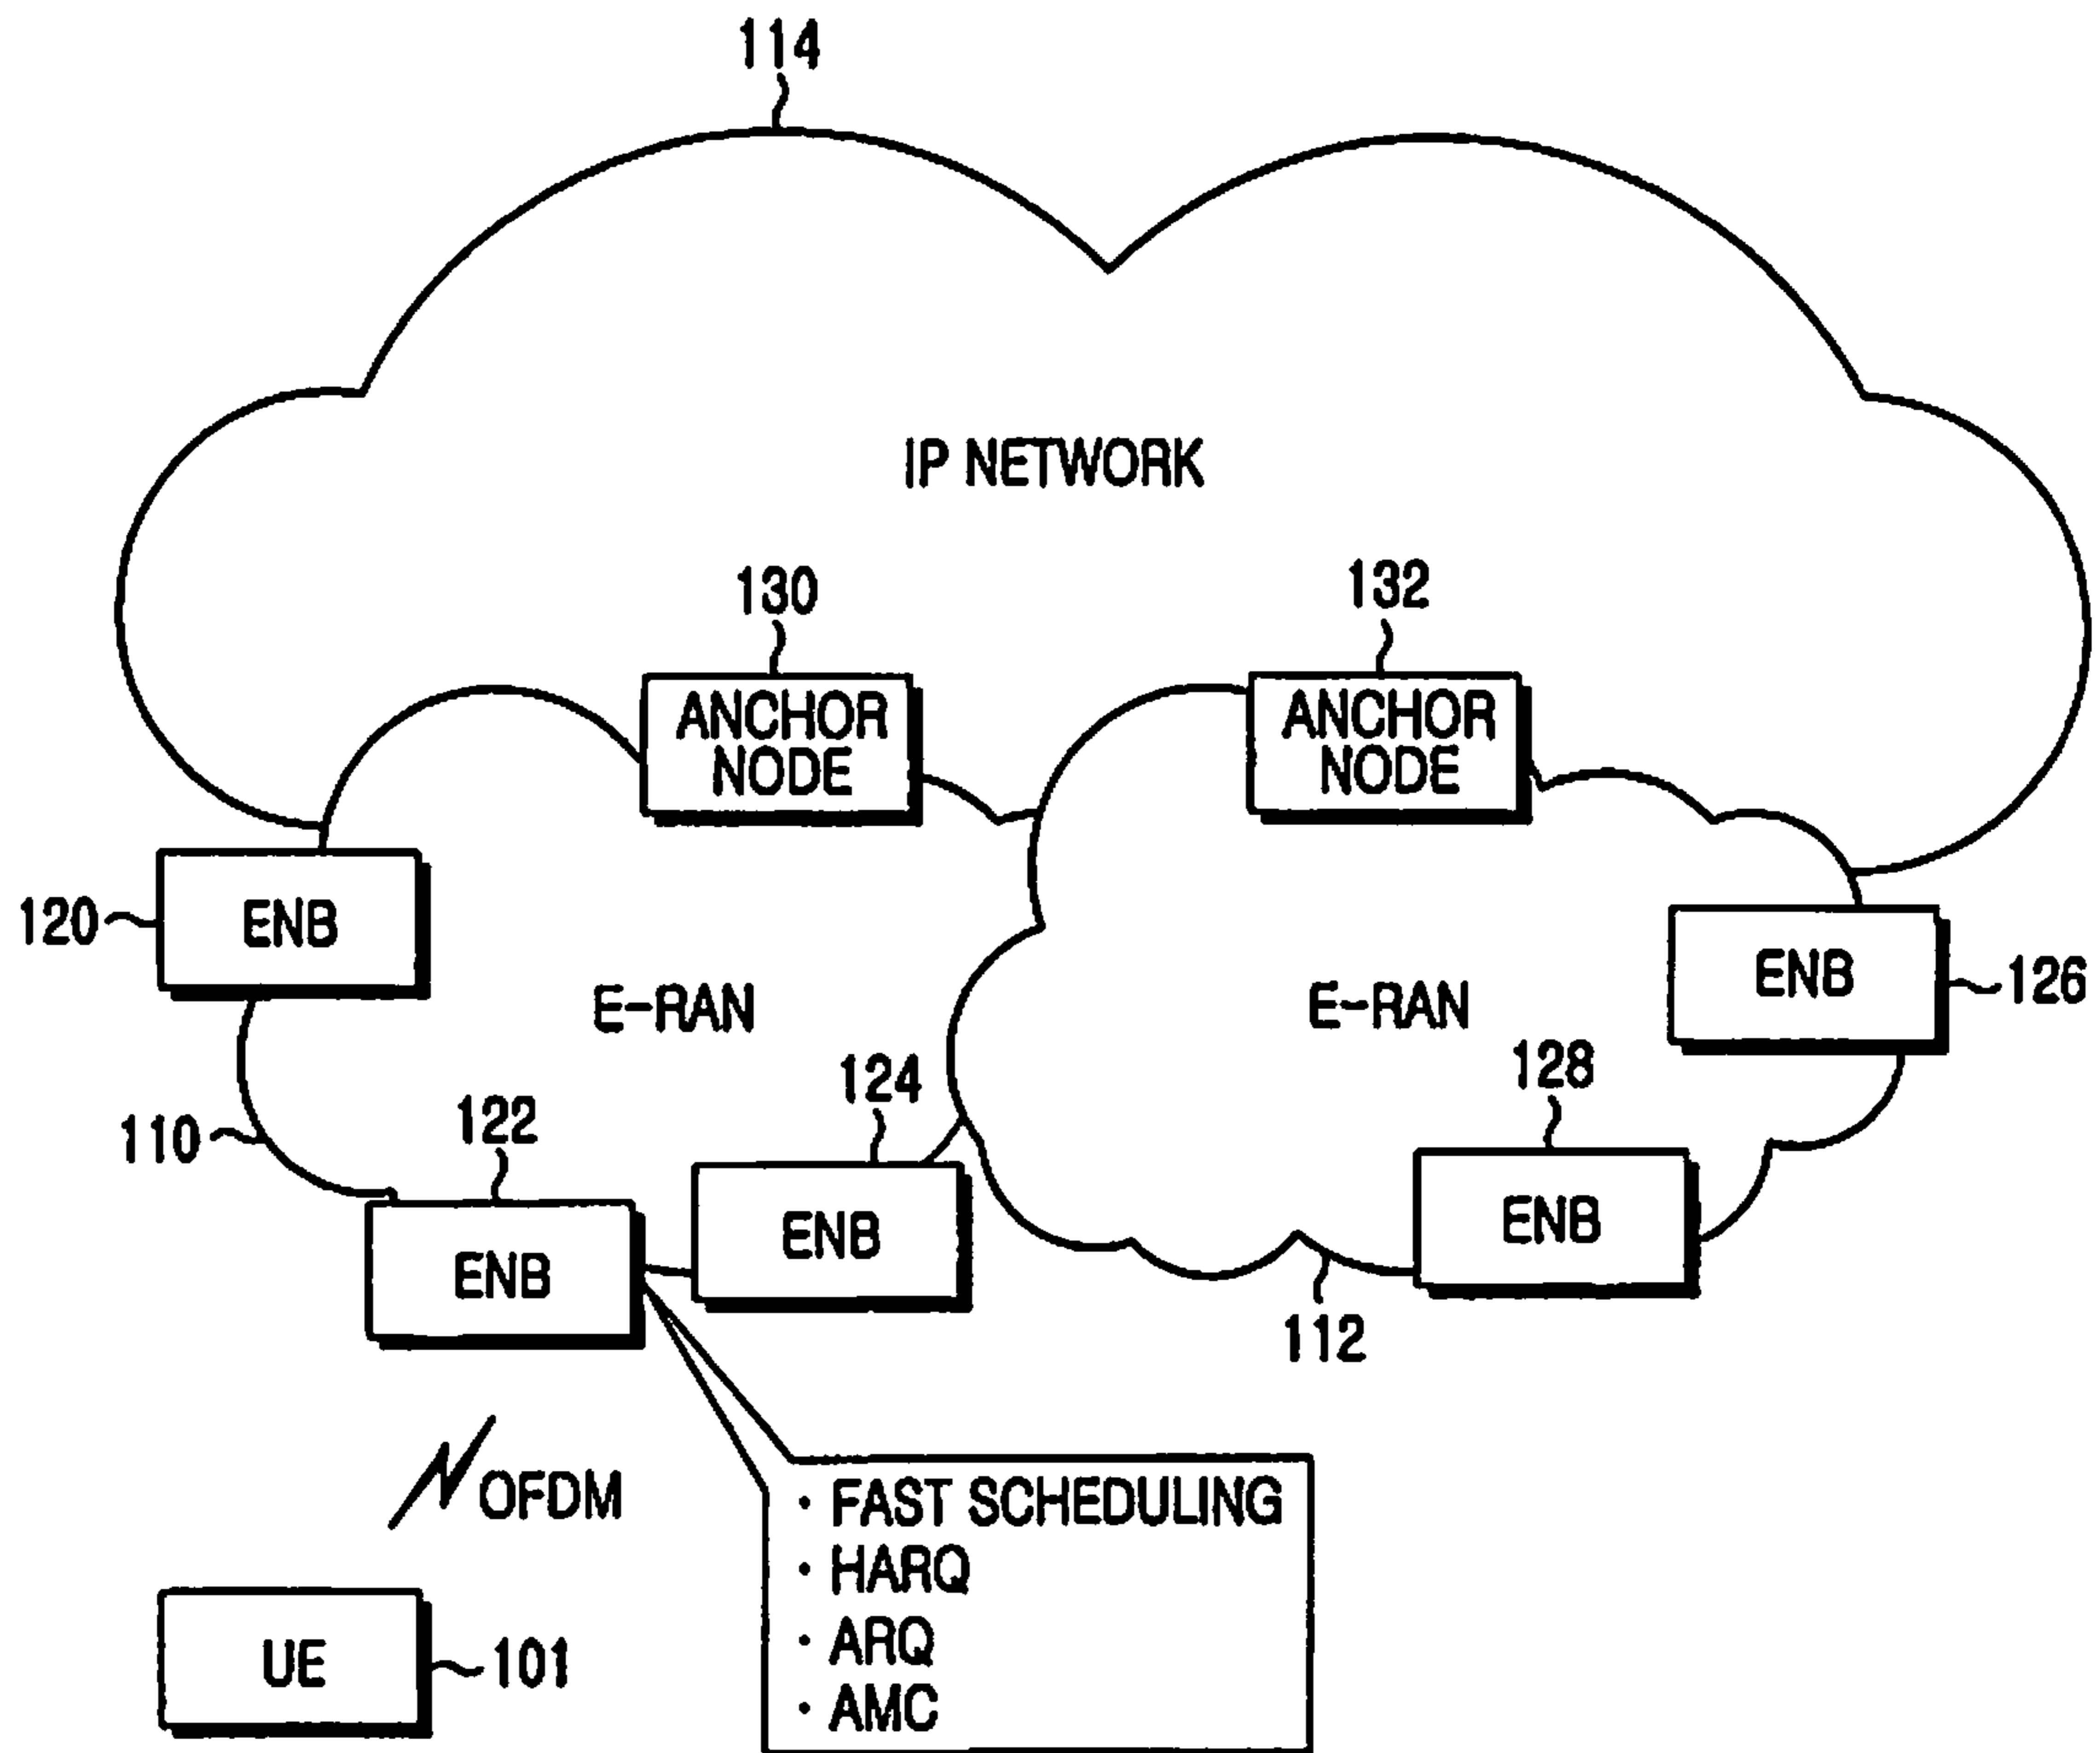 114
IP NETWORK
130
132
ANCHOR
NODE
ANCHOR
NODE
120
ENB
E-RAN
E-RAN
ENB
126
110
122
124
128
ENB
ENB
ENB
112
OFDM
· FAST SCHEDULING
· HARQ
· ARQ
· AMC
UE
101